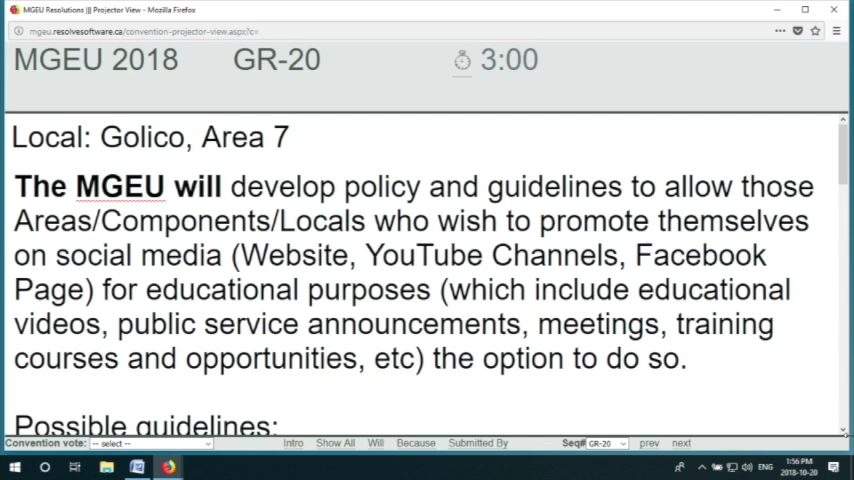 MGEU Resolutions ||| Projector View - Mozilla Firefox
mgeu.resolvesoftware.ca/convention-projector-view.aspx?c=
MGEU 2018 GR-20 3:00
Local: Golico, Area 7
The MGEU will develop policy and guidelines to allow those
Areas/Components/Locals who wish to promote themselves
on social media (Website, YouTube Channels, Facebook
Page) for educational purposes (which include educational
videos, public service announcements, meetings, training
courses and opportunities, etc) the option to do so.
Possible guidelines:
Convention vote: -- select -- Intro Show All Will Because Submitted By Seq# GR-20 prev next
ENG 1:56 PM
2018-10-20